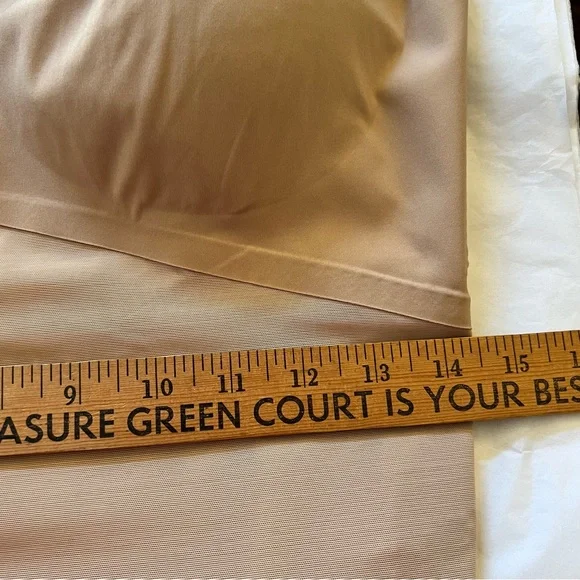 9 10 11 12 13 14 15
ASURE GREEN COURT IS YOUR BES